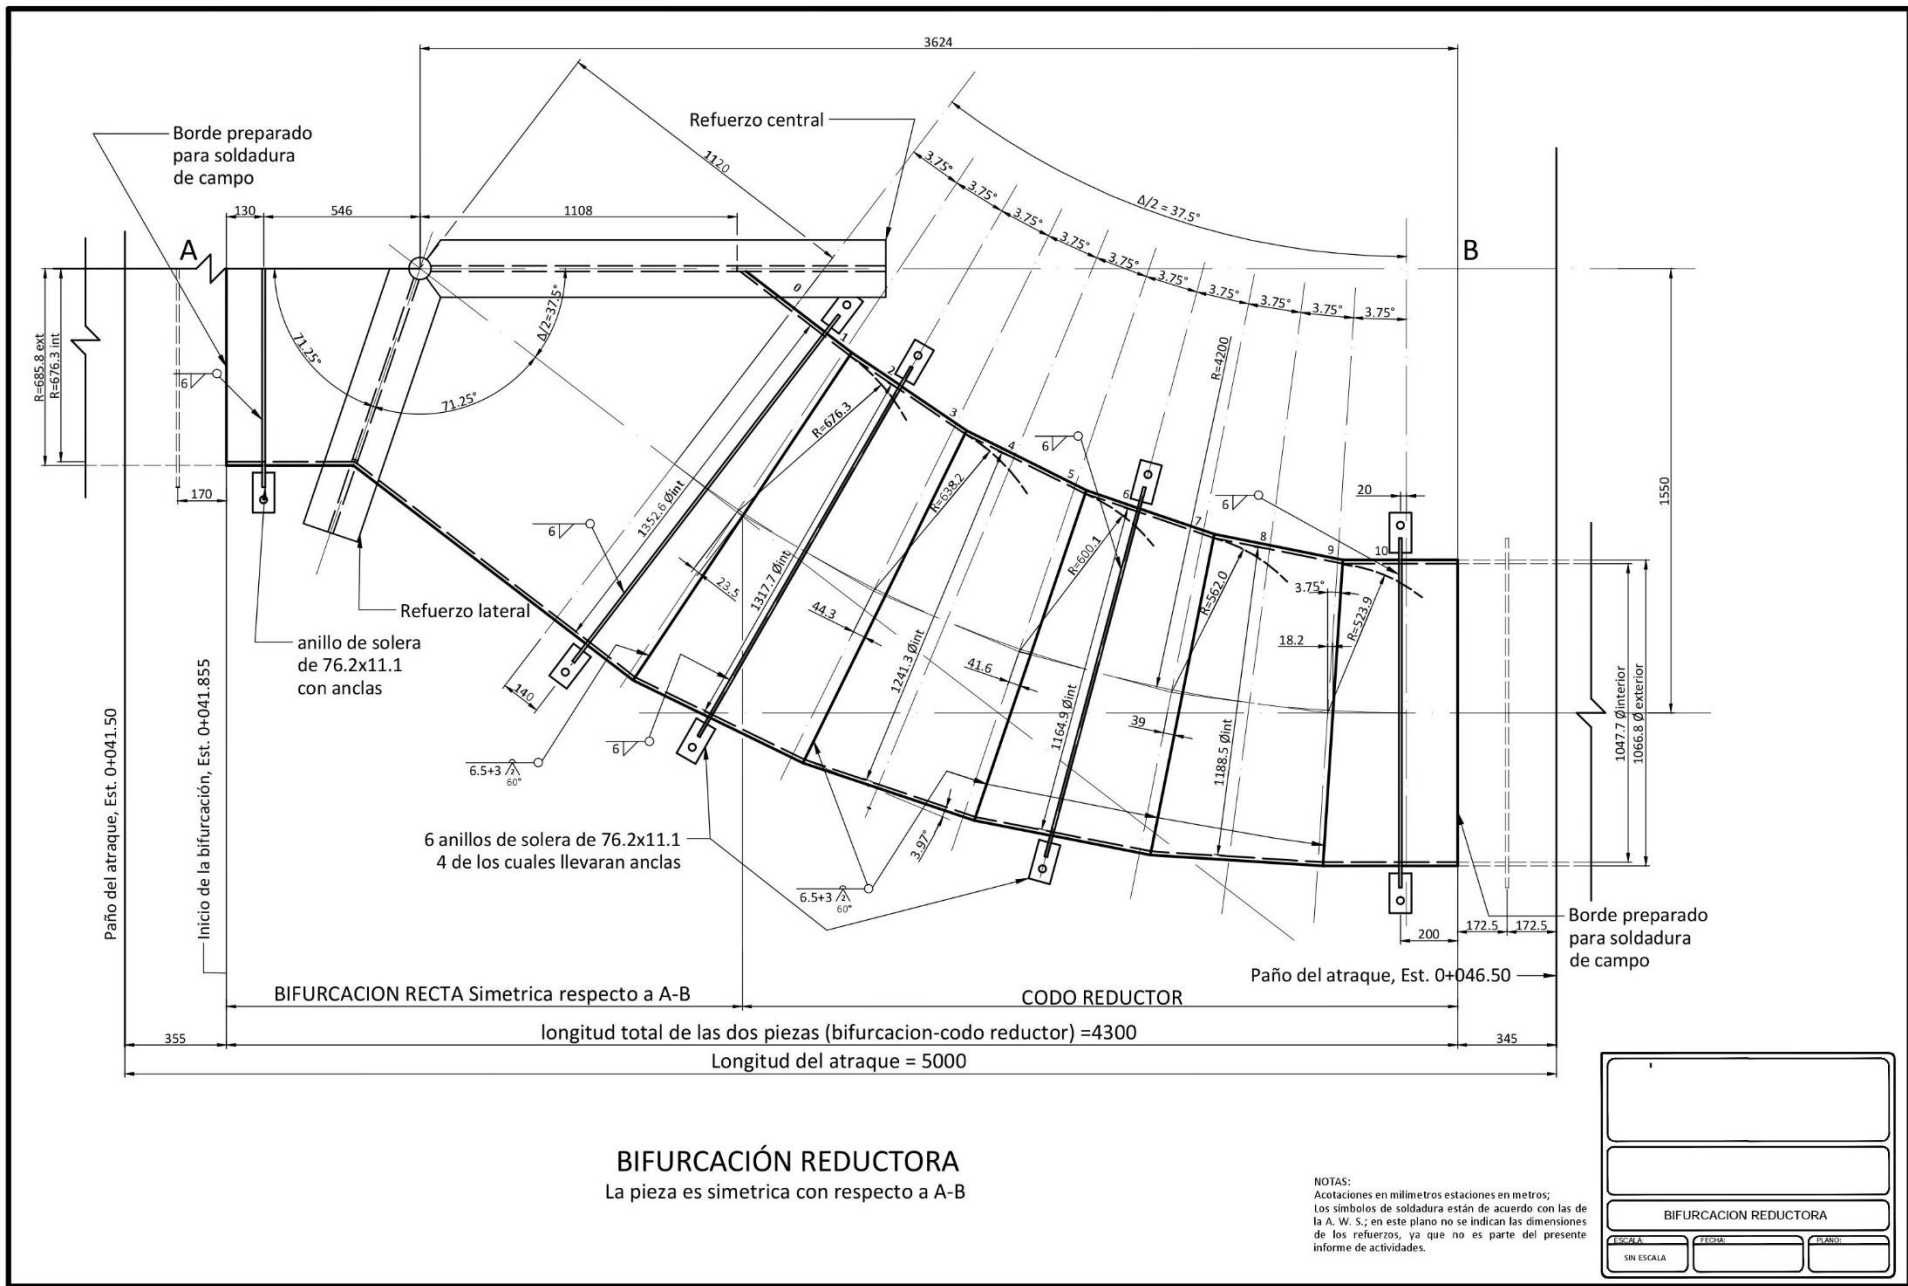 3624
Refuerzo central
1120
Borde preparado
para soldadura
de campo
130
546
1108
3.75°
3.75°
3.75°
3.75°
3.75°
3.75°
3.75°
3.75°
3.75°
3.75°
Δ/2 = 37.5°
A
B
0
1
2
3
4
5
6
7
8
9
10
71.25°
71.25°
Δ/2=37.5°
R=685.8 ext
R=676.3 int
6
170
R=676.3
R=638.2
R=600.1
R=562.0
R=523.9
R=4200
6
6
6
6
20
1550
1352.6 Øint
1317.7 Øint
1241.3 Øint
1164.9 Øint
1188.5 Øint
23.5
44.3
41.6
39
18.2
3.75°
3.97°
140
1047.7 Øinterior
1066.8 Ø exterior
Refuerzo lateral
anillo de solera
de 76.2x11.1
con anclas
6.5+3 2
60°
6.5+3 2
60°
6 anillos de solera de 76.2x11.1
4 de los cuales llevaran anclas
Paño del atraque, Est. 0+041.50
Inicio de la bifurcación, Est. 0+041.855
200
172.5
172.5
Borde preparado
para soldadura
de campo
Paño del atraque, Est. 0+046.50
BIFURCACION RECTA Simetrica respecto a A-B
CODO REDUCTOR
355
longitud total de las dos piezas (bifurcacion-codo reductor) =4300
345
Longitud del atraque = 5000
BIFURCACIÓN REDUCTORA
La pieza es simetrica con respecto a A-B
NOTAS:
Acotaciones en milimetros estaciones en metros;
Los símbolos de soldadura están de acuerdo con las de
la A. W. S.; en este plano no se indican las dimensiones
de los refuerzos, ya que no es parte del presente
informe de actividades.
BIFURCACION REDUCTORA
ESCALA:
SIN ESCALA
FECHA:
PLANO: